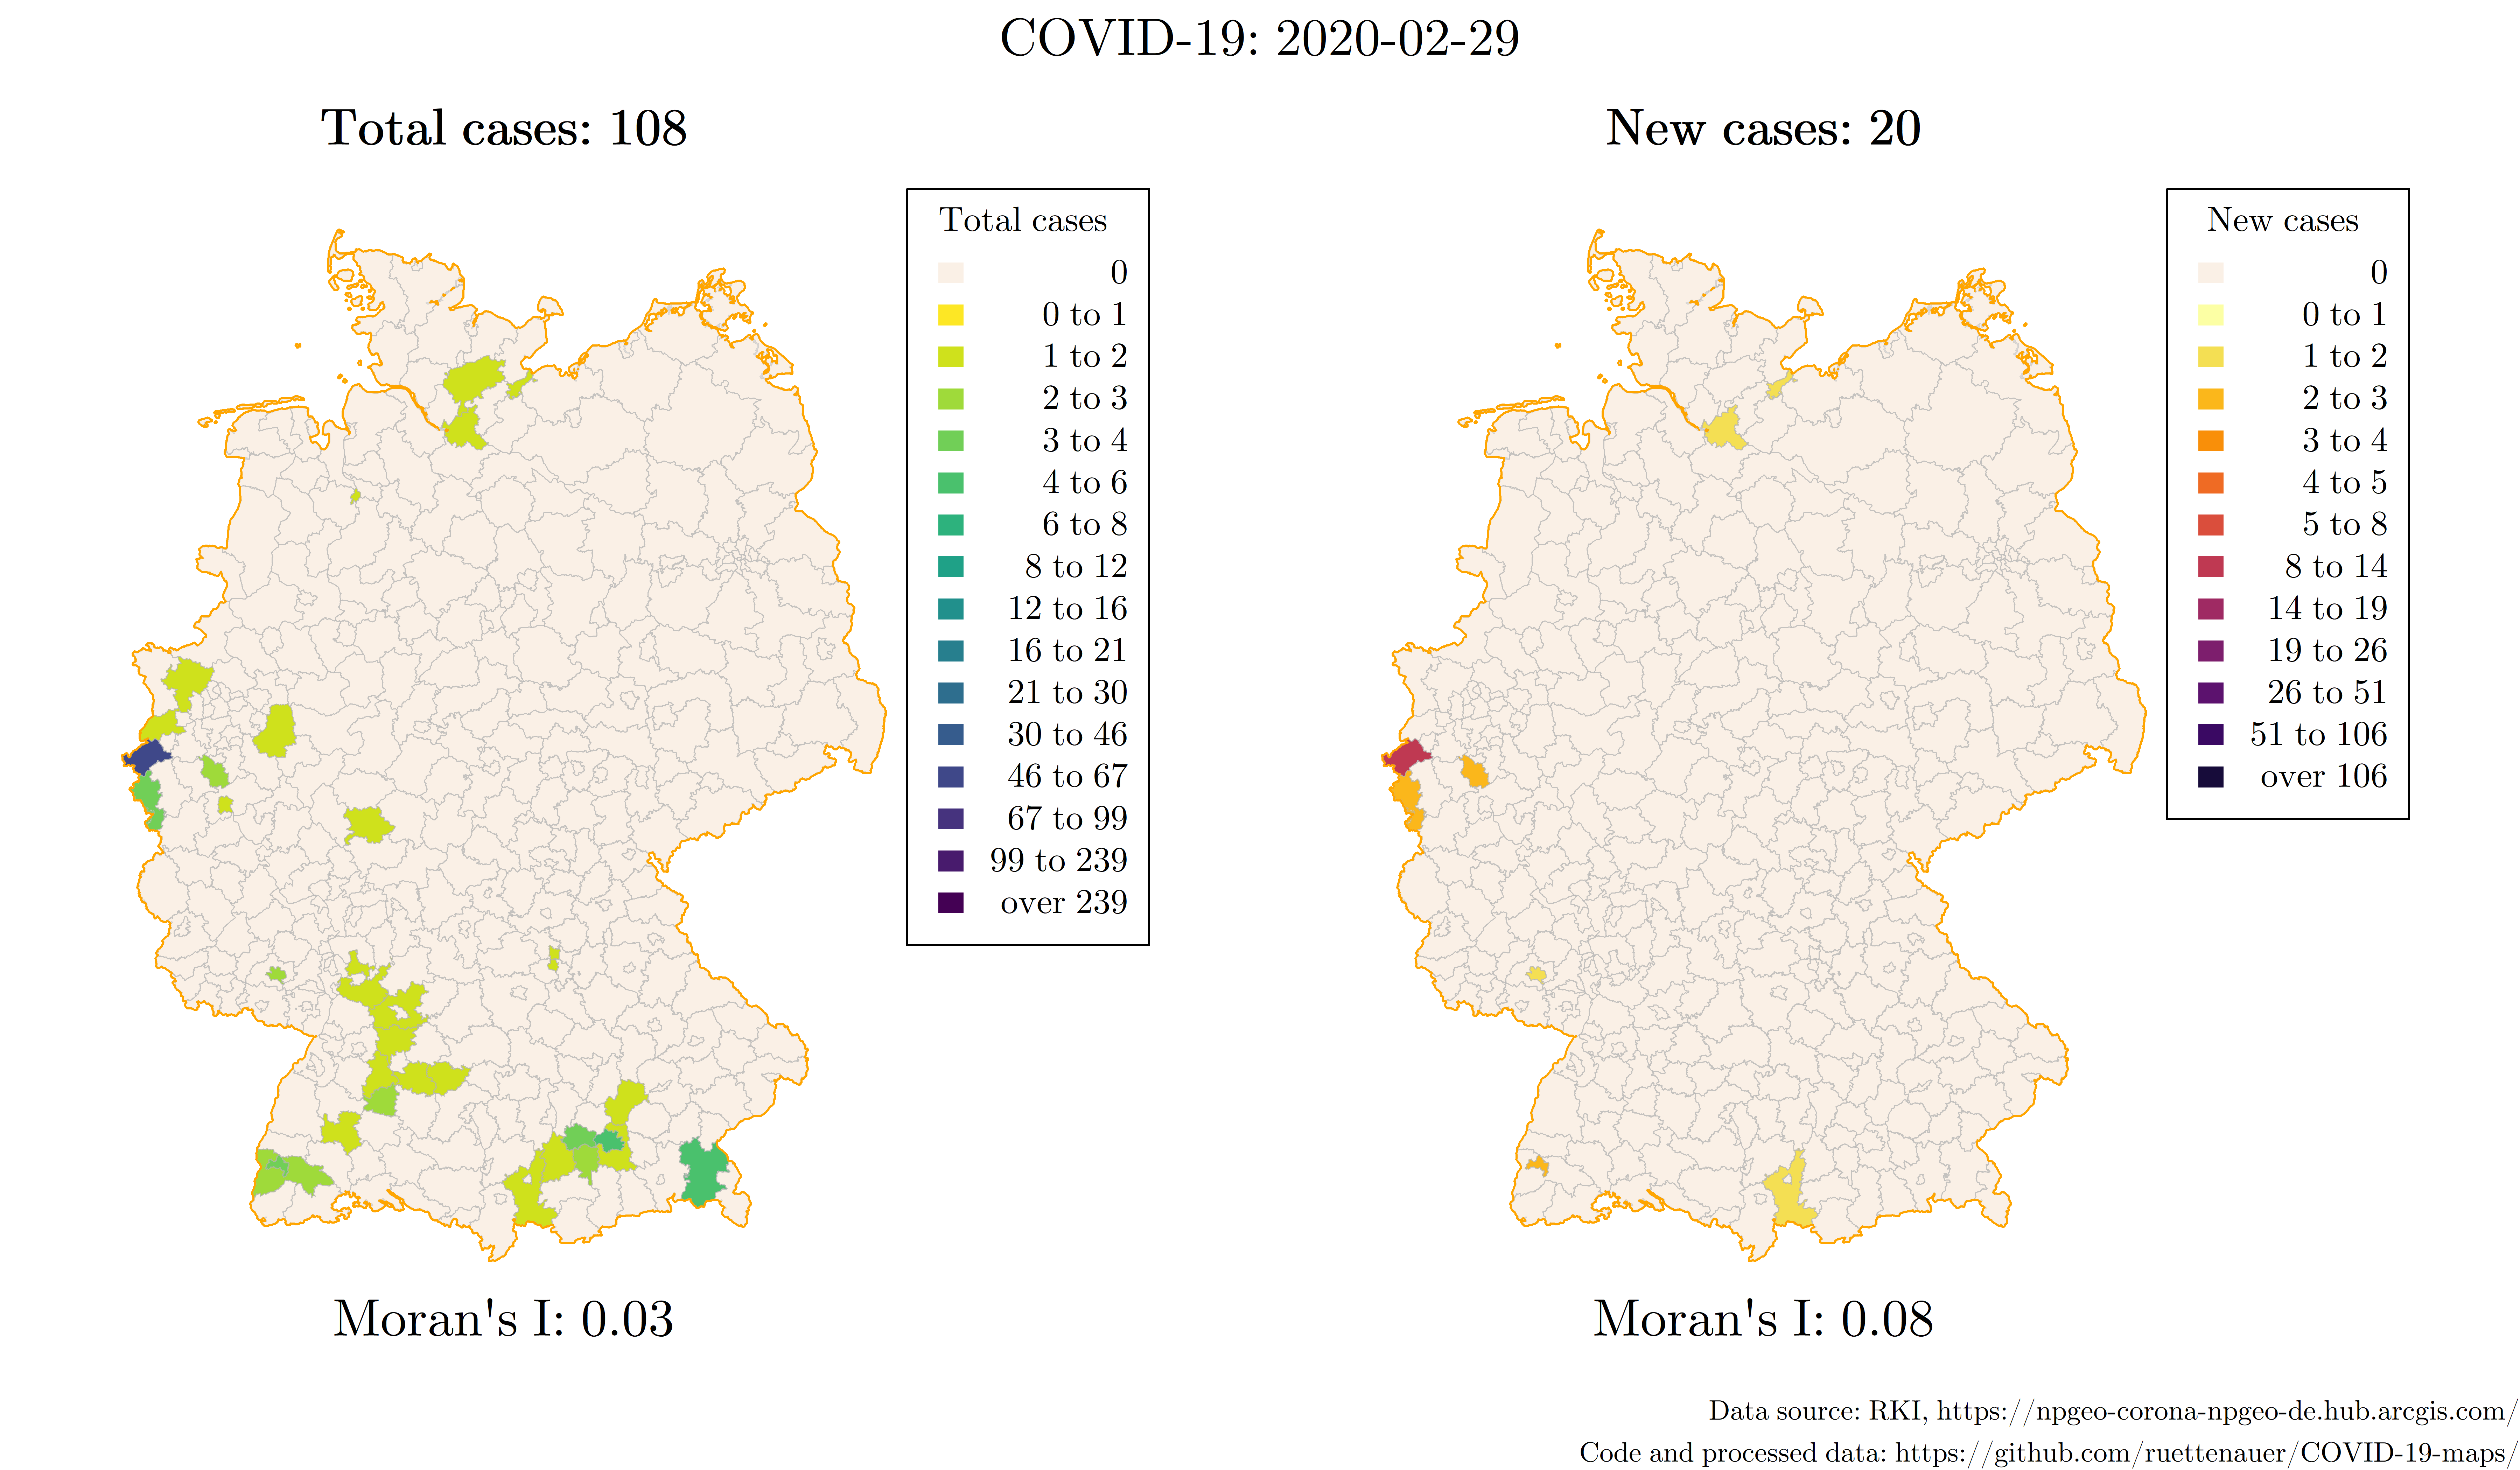 COVID-19: 2020-02-29
Total cases: 108
Total cases
0
0 to 1
1 to 2
2 to 3
3 to 4
4 to 6
6 to 8
8 to 12
12 to 16
16 to 21
21 to 30
30 to 46
46 to 67
67 to 99
99 to 239
over 239
Moran's I: 0.03
New cases: 20
New cases
0
0 to 1
1 to 2
2 to 3
3 to 4
4 to 5
5 to 8
8 to 14
14 to 19
19 to 26
26 to 51
51 to 106
over 106
Moran's I: 0.08
Data source: RKI, https://npgeo-corona-npgeo-de.hub.arcgis.com/
Code and processed data: https://github.com/ruettenauer/COVID-19-maps/